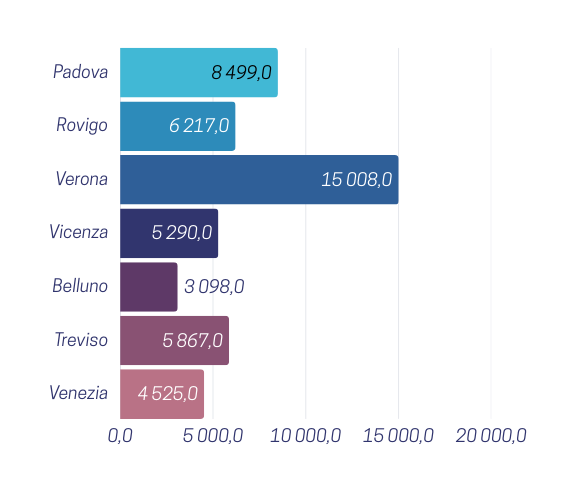 Padova 8 499,0
Rovigo 6 217,0
Verona 15 008,0
Vicenza 5 290,0
Belluno 3 098,0
Treviso 5 867,0
Venezia 4 525,0
0,0 5 000,0 10 000,0 15 000,0 20 000,0